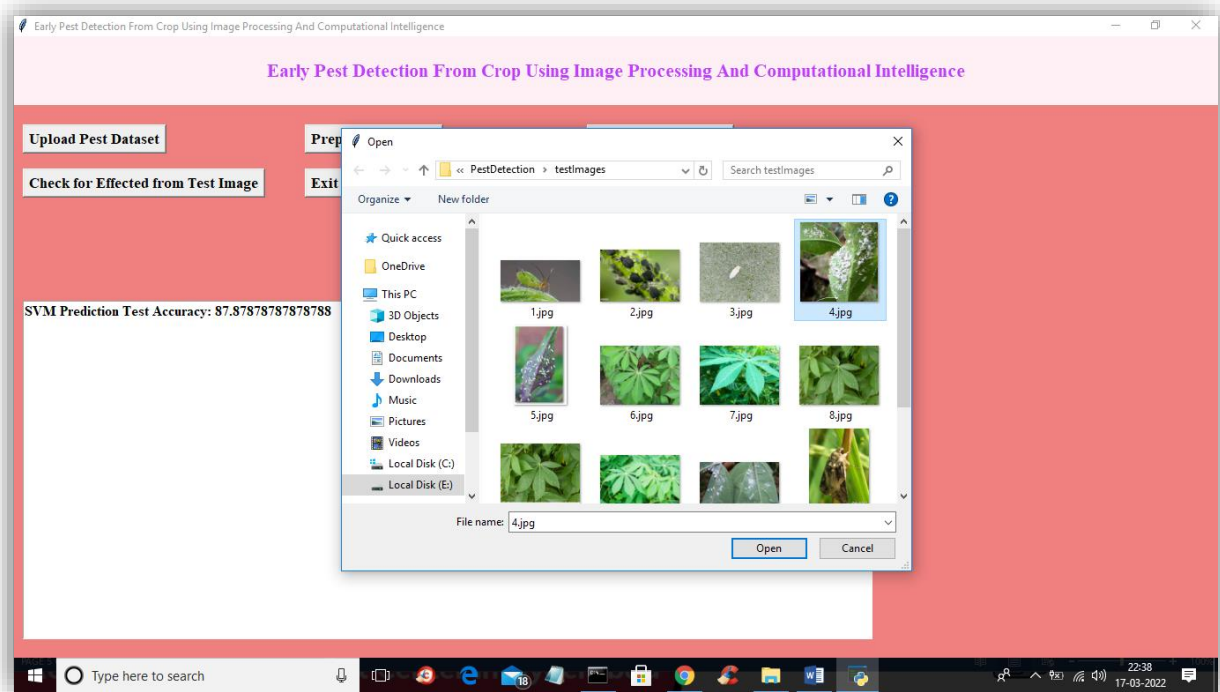 Early Pest Detection From Crop Using Image Processing And Computational Intelligence
Early Pest Detection From Crop Using Image Processing And Computational Intelligence
Upload Pest Dataset
Prep
Check for Effected from Test Image
Exit
SVM Prediction Test Accuracy: 87.87878787878788
Open
« PestDetection › testImages
Search testImages
Organize
New folder
Quick access
OneDrive
This PC
3D Objects
Desktop
Documents
Downloads
Music
Pictures
Videos
Local Disk (C:)
Local Disk (E:)
1.jpg
2.jpg
3.jpg
4.jpg
5.jpg
6.jpg
7.jpg
8.jpg
File name: 4.jpg
Open
Cancel
Type here to search
18
22:38
17-03-2022